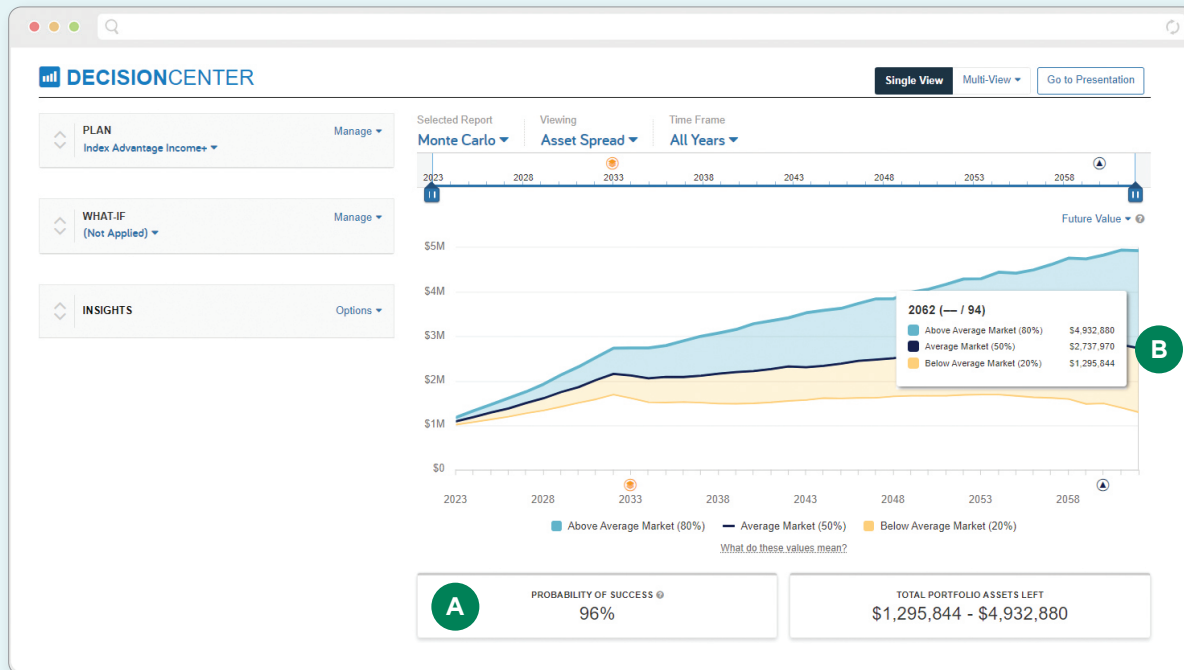 DECISIONCENTER
Single View
Multi-View
Go to Presentation
PLAN
Manage
Index Advantage Income+
WHAT-IF
Manage
(Not Applied)
INSIGHTS
Options
Selected Report
Viewing
Time Frame
Monte Carlo
Asset Spread
All Years
2023 2028 2033 2038 2043 2048 2053 2058
Future Value ?
$5M
$4M
$3M
$2M
$1M
$0
2062 (— / 94)
Above Average Market (80%) $4,932,880
Average Market (50%) $2,737,970
Below Average Market (20%) $1,295,844
B
2023 2028 2033 2038 2043 2048 2053 2058
Above Average Market (80%) Average Market (50%) Below Average Market (20%)
What do these values mean?
A
PROBABILITY OF SUCCESS ?
96%
TOTAL PORTFOLIO ASSETS LEFT
$1,295,844 - $4,932,880